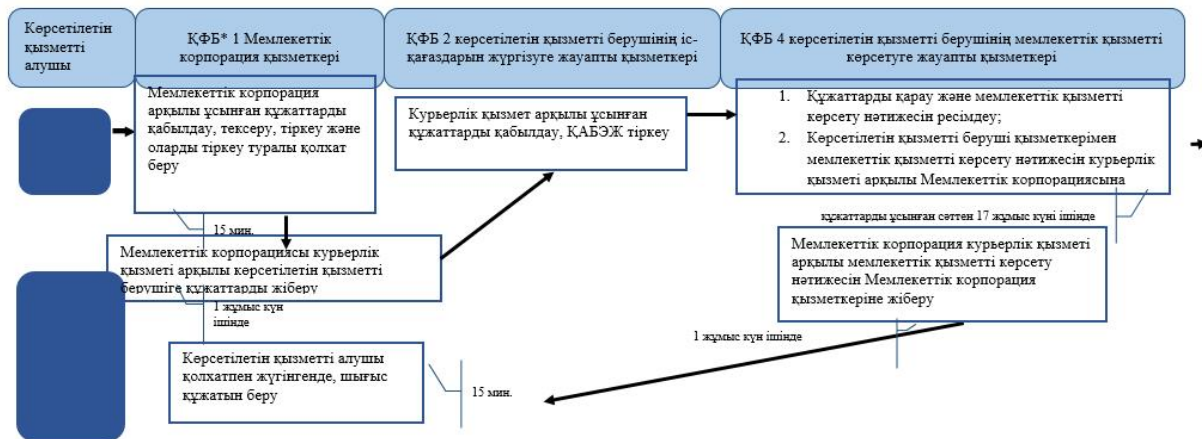 Көрсетілетін
қызметті
алушы
ҚФБ* 1 Мемлекеттік
корпорация қызметкері
ҚФБ 2 көрсетілетін қызметті берушінің іс-
қағаздарын жүргізуге жауапты қызметкері
ҚФБ 4 көрсетілетін қызметті берушінің мемлекеттік қызметті
көрсетуге жауапты қызметкері
Мемлекеттік корпорация
арқылы ұсынған құжаттарды
қабылдау, тексеру, тіркеу және
оларды тіркеу туралы қолхат
беру
15 мин.
Мемлекеттік корпорациясы курьерлік
қызметі арқылы көрсетілетін қызметті
берушіге құжаттарды жіберу
1 жұмыс күн
ішінде
Курьерлік қызмет арқылы ұсынған
құжаттарды қабылдау, ҚАБЭЖ тіркеу
1. Құжаттарды қарау және мемлекеттік қызметті
көрсету нәтижесін ресімдеу;
2. Көрсетілетін қызметті беруші қызметкерімен
мемлекеттік қызметті көрсету нәтижесін курьерлік
қызметі арқылы Мемлекеттік корпорациясына
құжаттарды ұсынған сәттен 17 жұмыс күні ішінде
Мемлекеттік корпорация курьерлік қызметі
арқылы мемлекеттік қызметті көрсету
нәтижесін Мемлекеттік корпорация
қызметкеріне жіберу
1 жұмыс күн ішінде
Көрсетілетін қызметті алушы
қолхатпен жүгінгенде, шығыс
құжатын беру
15 мин.